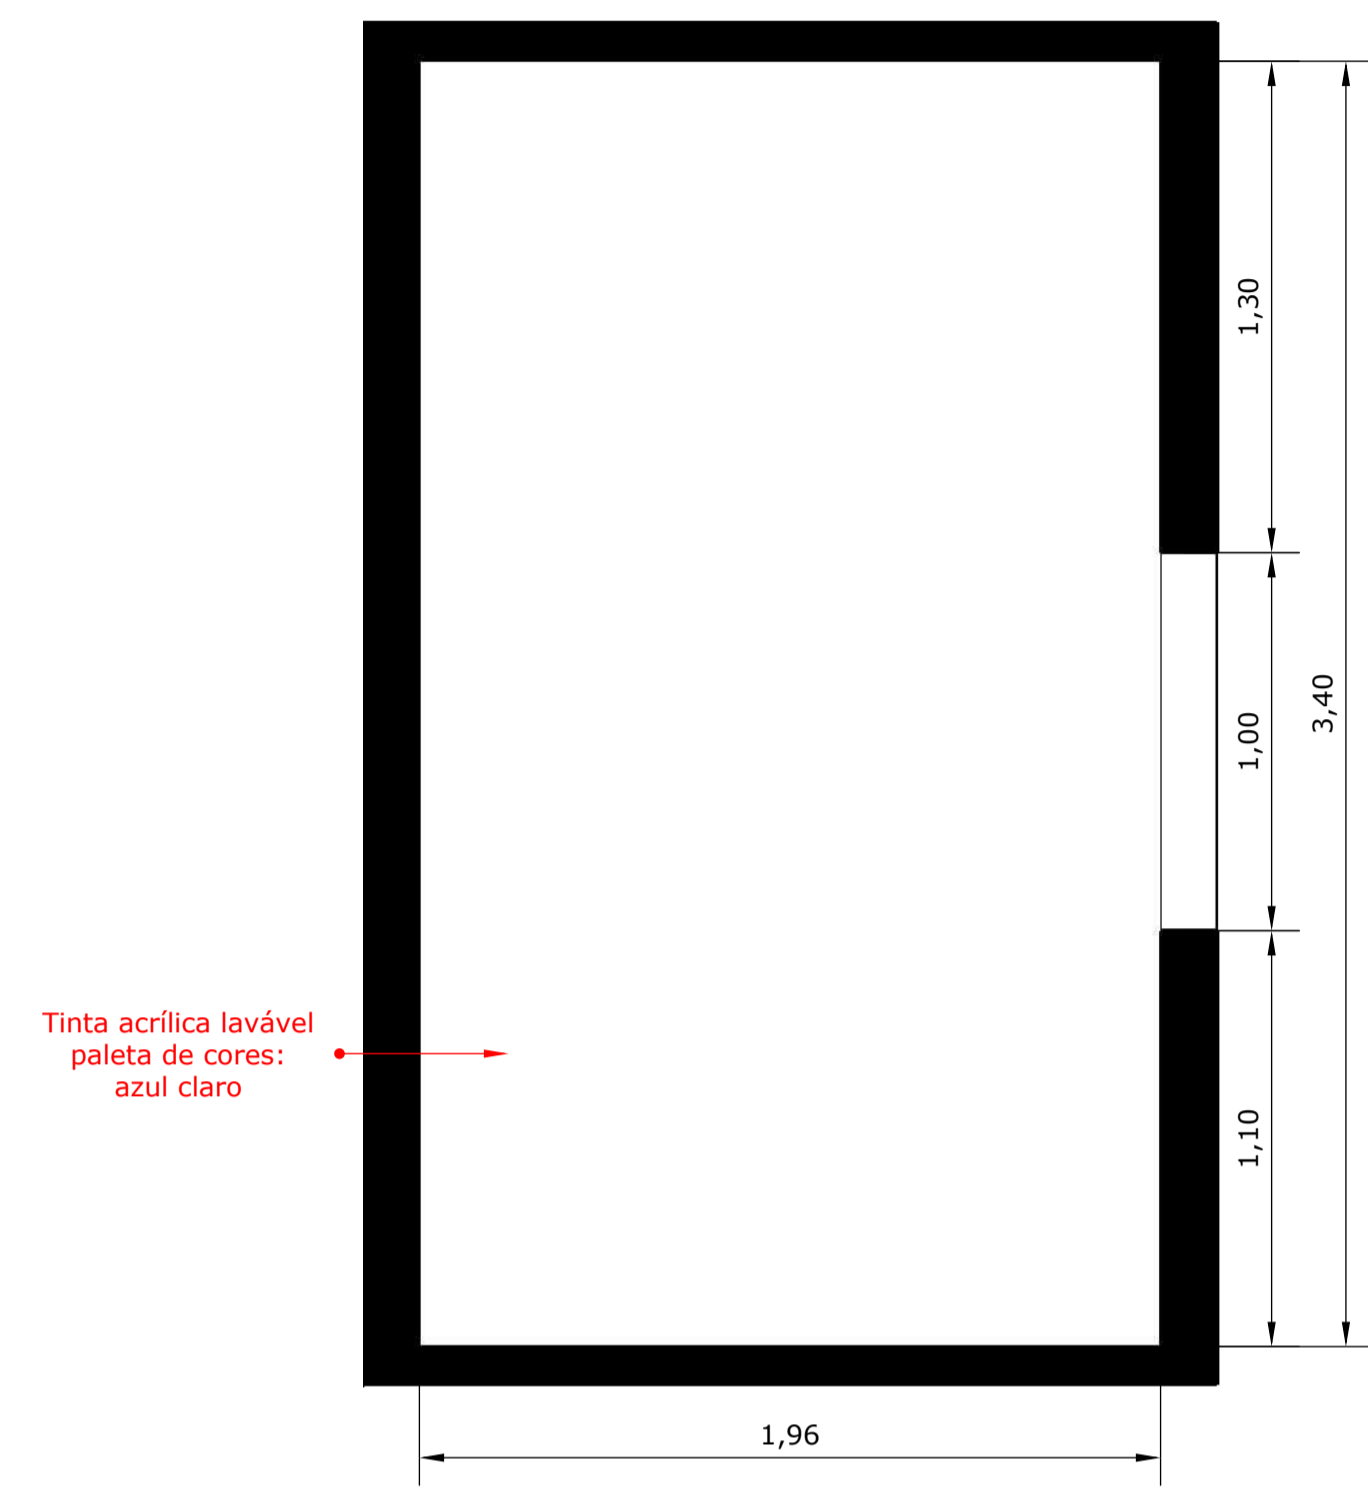 1,30
3,40
1,00
Tinta acrílica lavável
paleta de cores:
azul claro
1,10
1,96